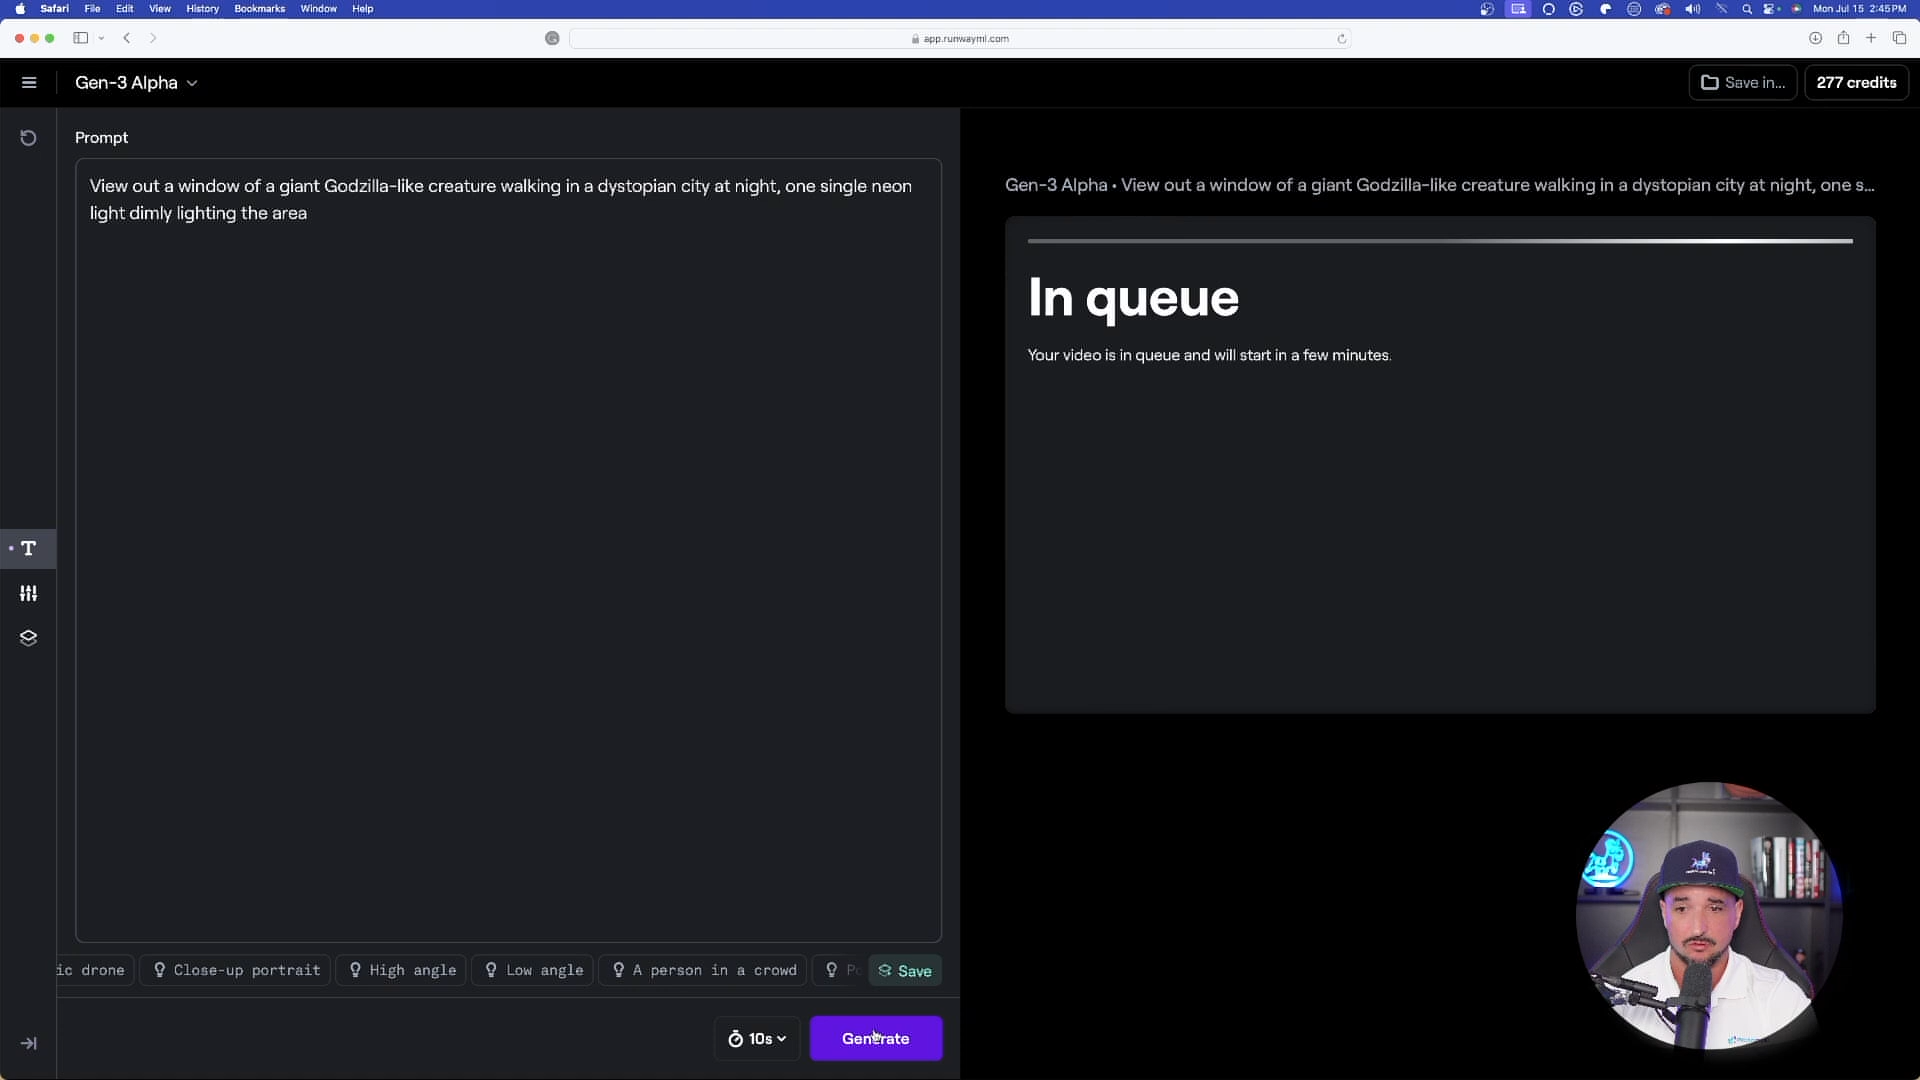 Safari File Edit View History Bookmarks Window Help
Mon Jul 15 2:45 PM
app.runwayml.com
Gen-3 Alpha
Save in...
277 credits
Prompt
View out a window of a giant Godzilla-like creature walking in a dystopian city at night, one single neon
light dimly lighting the area
Gen-3 Alpha • View out a window of a giant Godzilla-like creature walking in a dystopian city at night, one s...
In queue
Your video is in queue and will start in a few minutes.
T
ic drone
Close-up portrait
High angle
Low angle
A person in a crowd
Save
10s
Generate